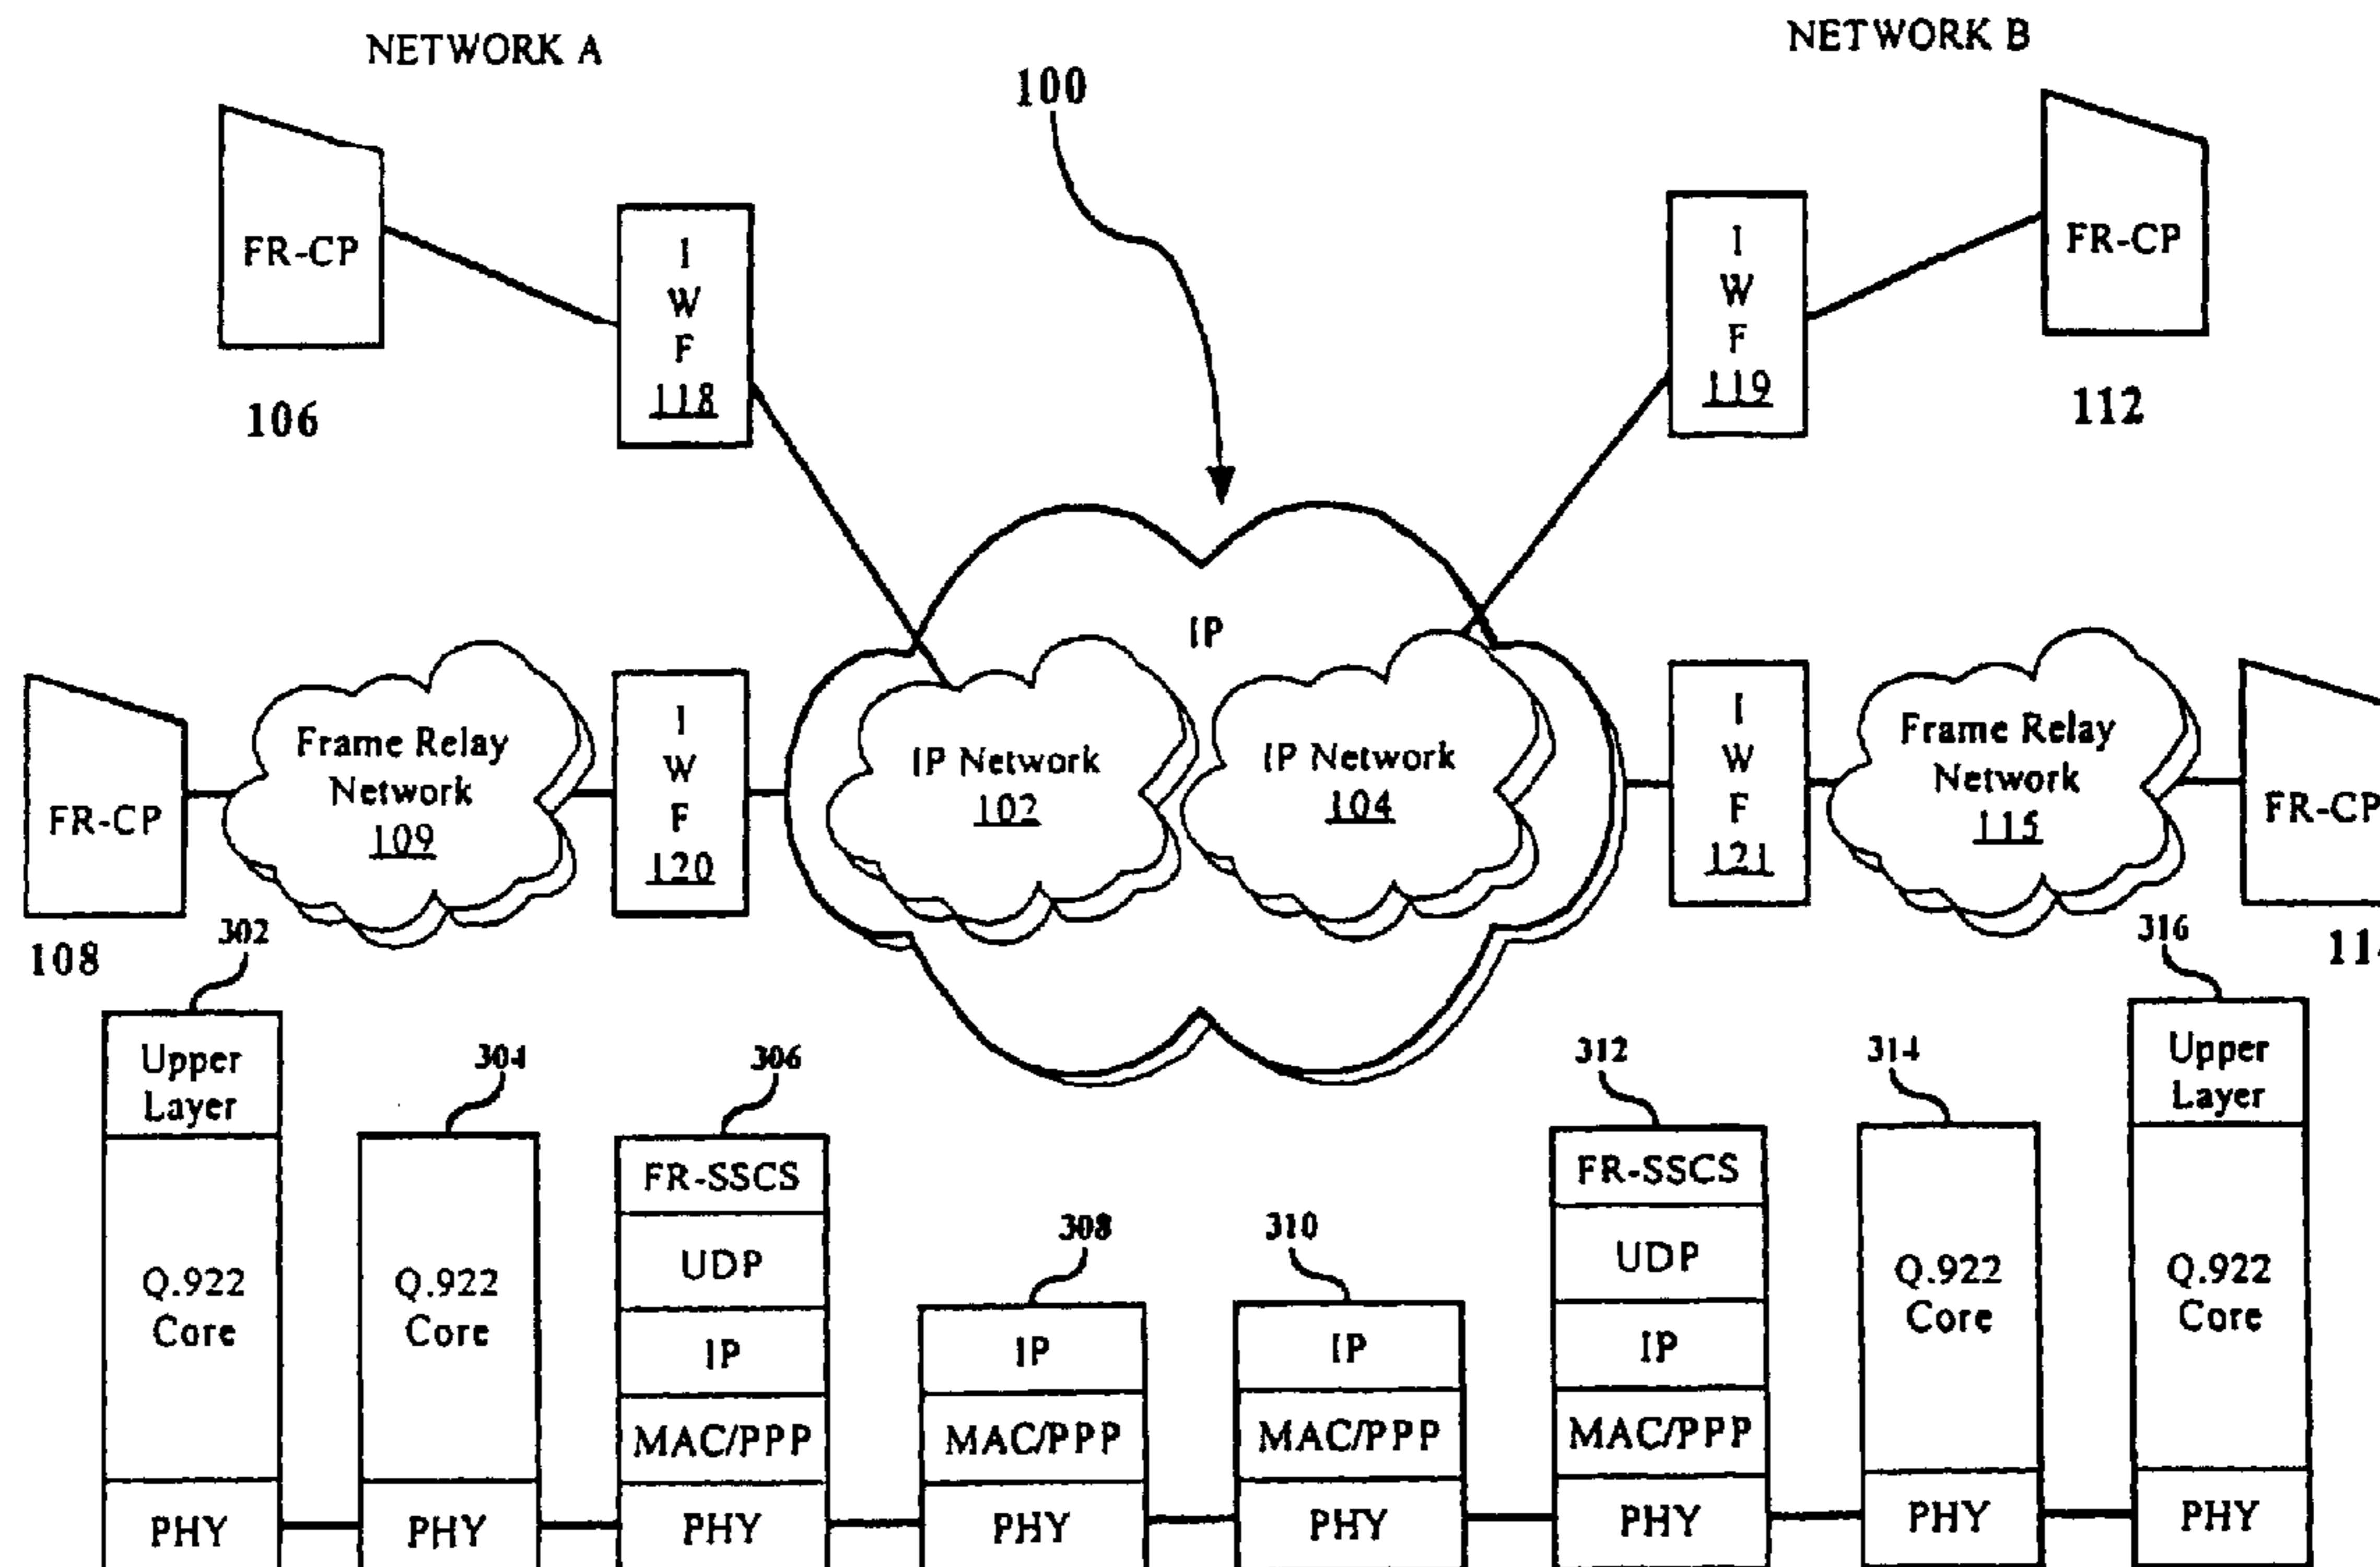 NETWORK A
NETWORK B
100
FR-CP
106
I
W
F
118
I
W
F
119
FR-CP
112
IP
FR-CP
108
Frame Relay
Network
109
I
W
F
120
IP Network
102
IP Network
104
I
W
F
121
Frame Relay
Network
115
FR-CP
302
316
Upper
Layer
Q.922
Core
PHY
304
Q.922
Core
PHY
306
FR-SSCS
UDP
IP
MAC/PPP
PHY
308
IP
MAC/PPP
PHY
310
IP
MAC/PPP
PHY
312
FR-SSCS
UDP
IP
MAC/PPP
PHY
314
Q.922
Core
PHY
Upper
Layer
Q.922
Core
PHY